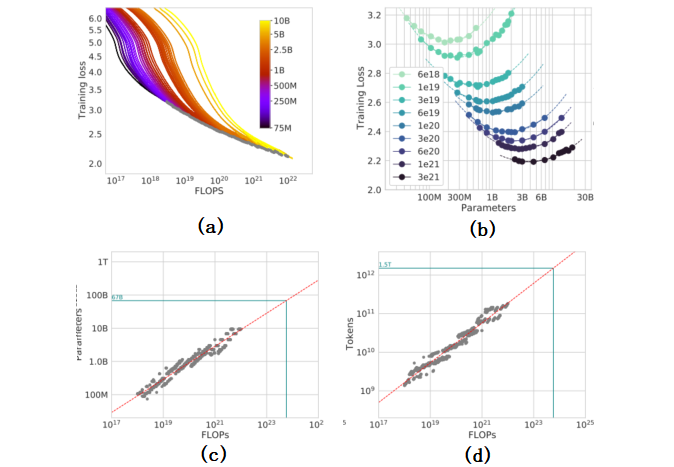 6.0
5.0
4.5
4.0
3.5
3.0
2.5
2.0
Training loss
10B
5B
2.5B
1B
500M
250M
75M
10^17 10^18 10^19 10^20 10^21 10^22
FLOPS
(a)
3.2
3.0
2.8
2.6
2.4
2.2
2.0
Training Loss
6e18
1e19
3e19
6e19
1e20
3e20
6e20
1e21
3e21
100M 300M 1B 3B 6B 30B
Parameters
(b)
1T
100B
10B
1.0B
100M
Parameters
67B
10^17 10^19 10^21 10^23
FLOPs
(c)
10^12
10^11
10^10
10^9
Tokens
1.5T
5
10^17 10^19 10^21 10^23 10^25
FLOPs
(d)